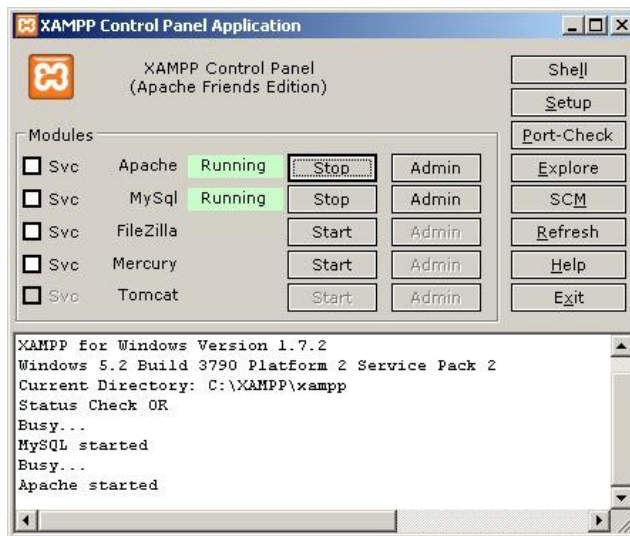 XAMPP Control Panel Application
XAMPP Control Panel
(Apache Friends Edition)
Shell
Setup
Port-Check
Explore
SCM
Refresh
Help
Exit
Modules
Svc Apache Running Stop Admin
Svc MySql Running Stop Admin
Svc FileZilla Start Admin
Svc Mercury Start Admin
Svc Tomcat Start Admin
XAMPP for Windows Version 1.7.2
Windows 5.2 Build 3790 Platform 2 Service Pack 2
Current Directory: C:\XAMPP\xampp
Status Check OR
Busy...
MySQL started
Busy...
Apache started